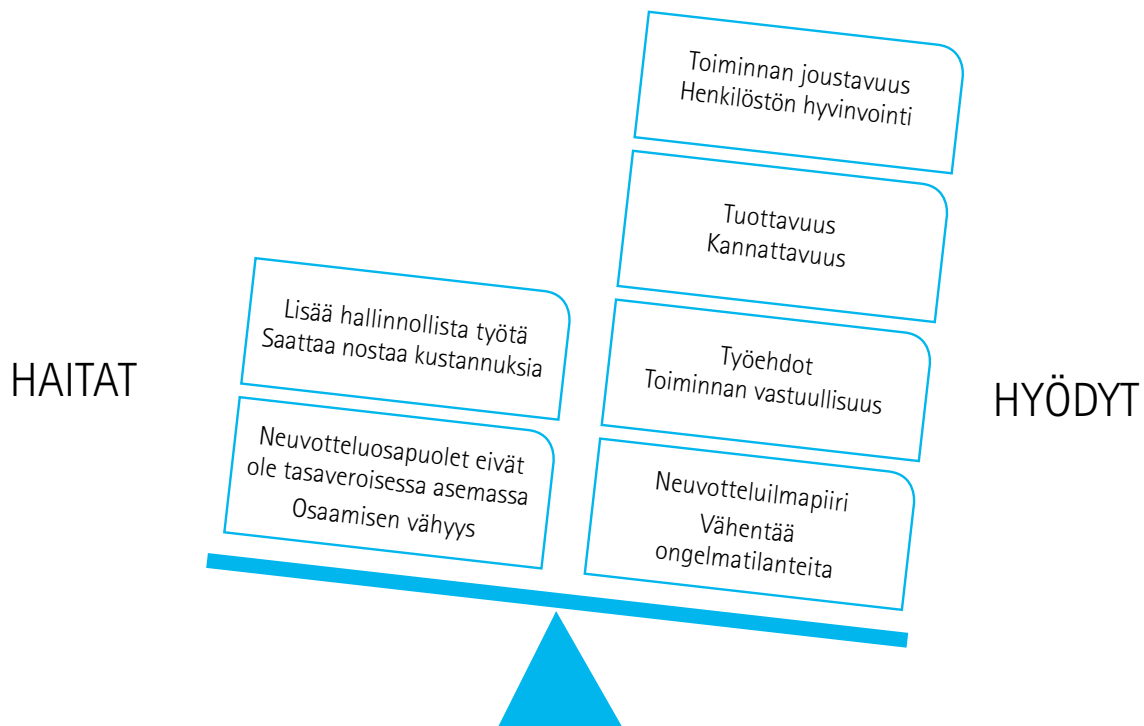 HAITAT
Lisää hallinnollista työtä
Saattaa nostaa kustannuksia
Neuvotteluosapuolet eivät
ole tasaveroisessa asemassa
Osaamisen vähyys
Toiminnan joustavuus
Henkilöstön hyvinvointi
Tuottavuus
Kannattavuus
Työehdot
Toiminnan vastuullisuus
Neuvotteluilmapiiri
Vähentää
ongelmatilanteita
HYÖDYT